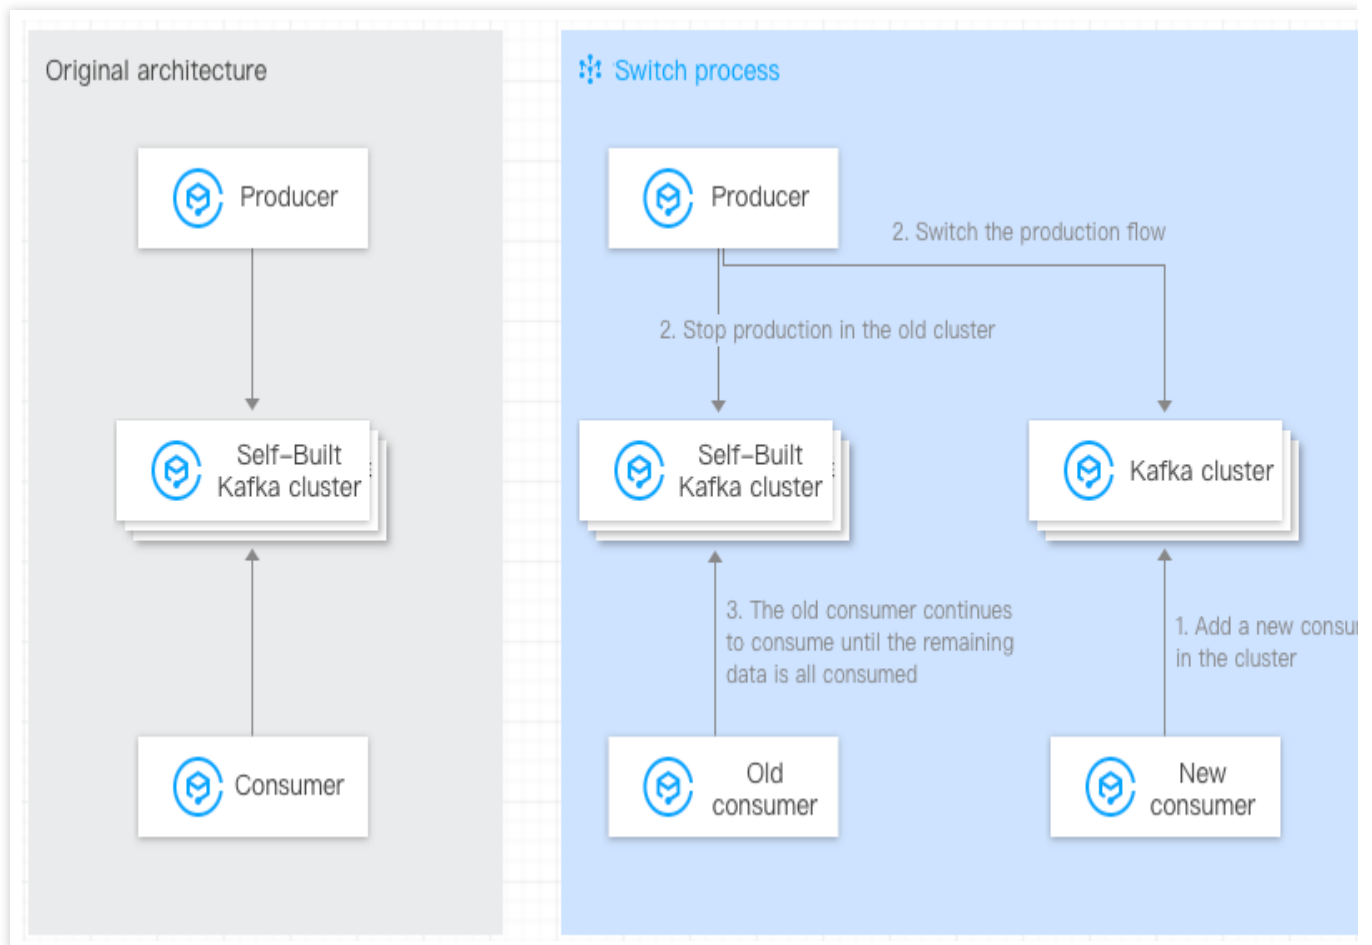 Original architecture
Producer
Self-Built
Kafka cluster
Consumer
Switch process
Producer
2. Switch the production flow
2. Stop production in the old cluster
Self-Built
Kafka cluster
Kafka cluster
3. The old consumer continues
to consume until the remaining
data is all consumed
1. Add a new
in the cluster
Old
consumer
New
consumer